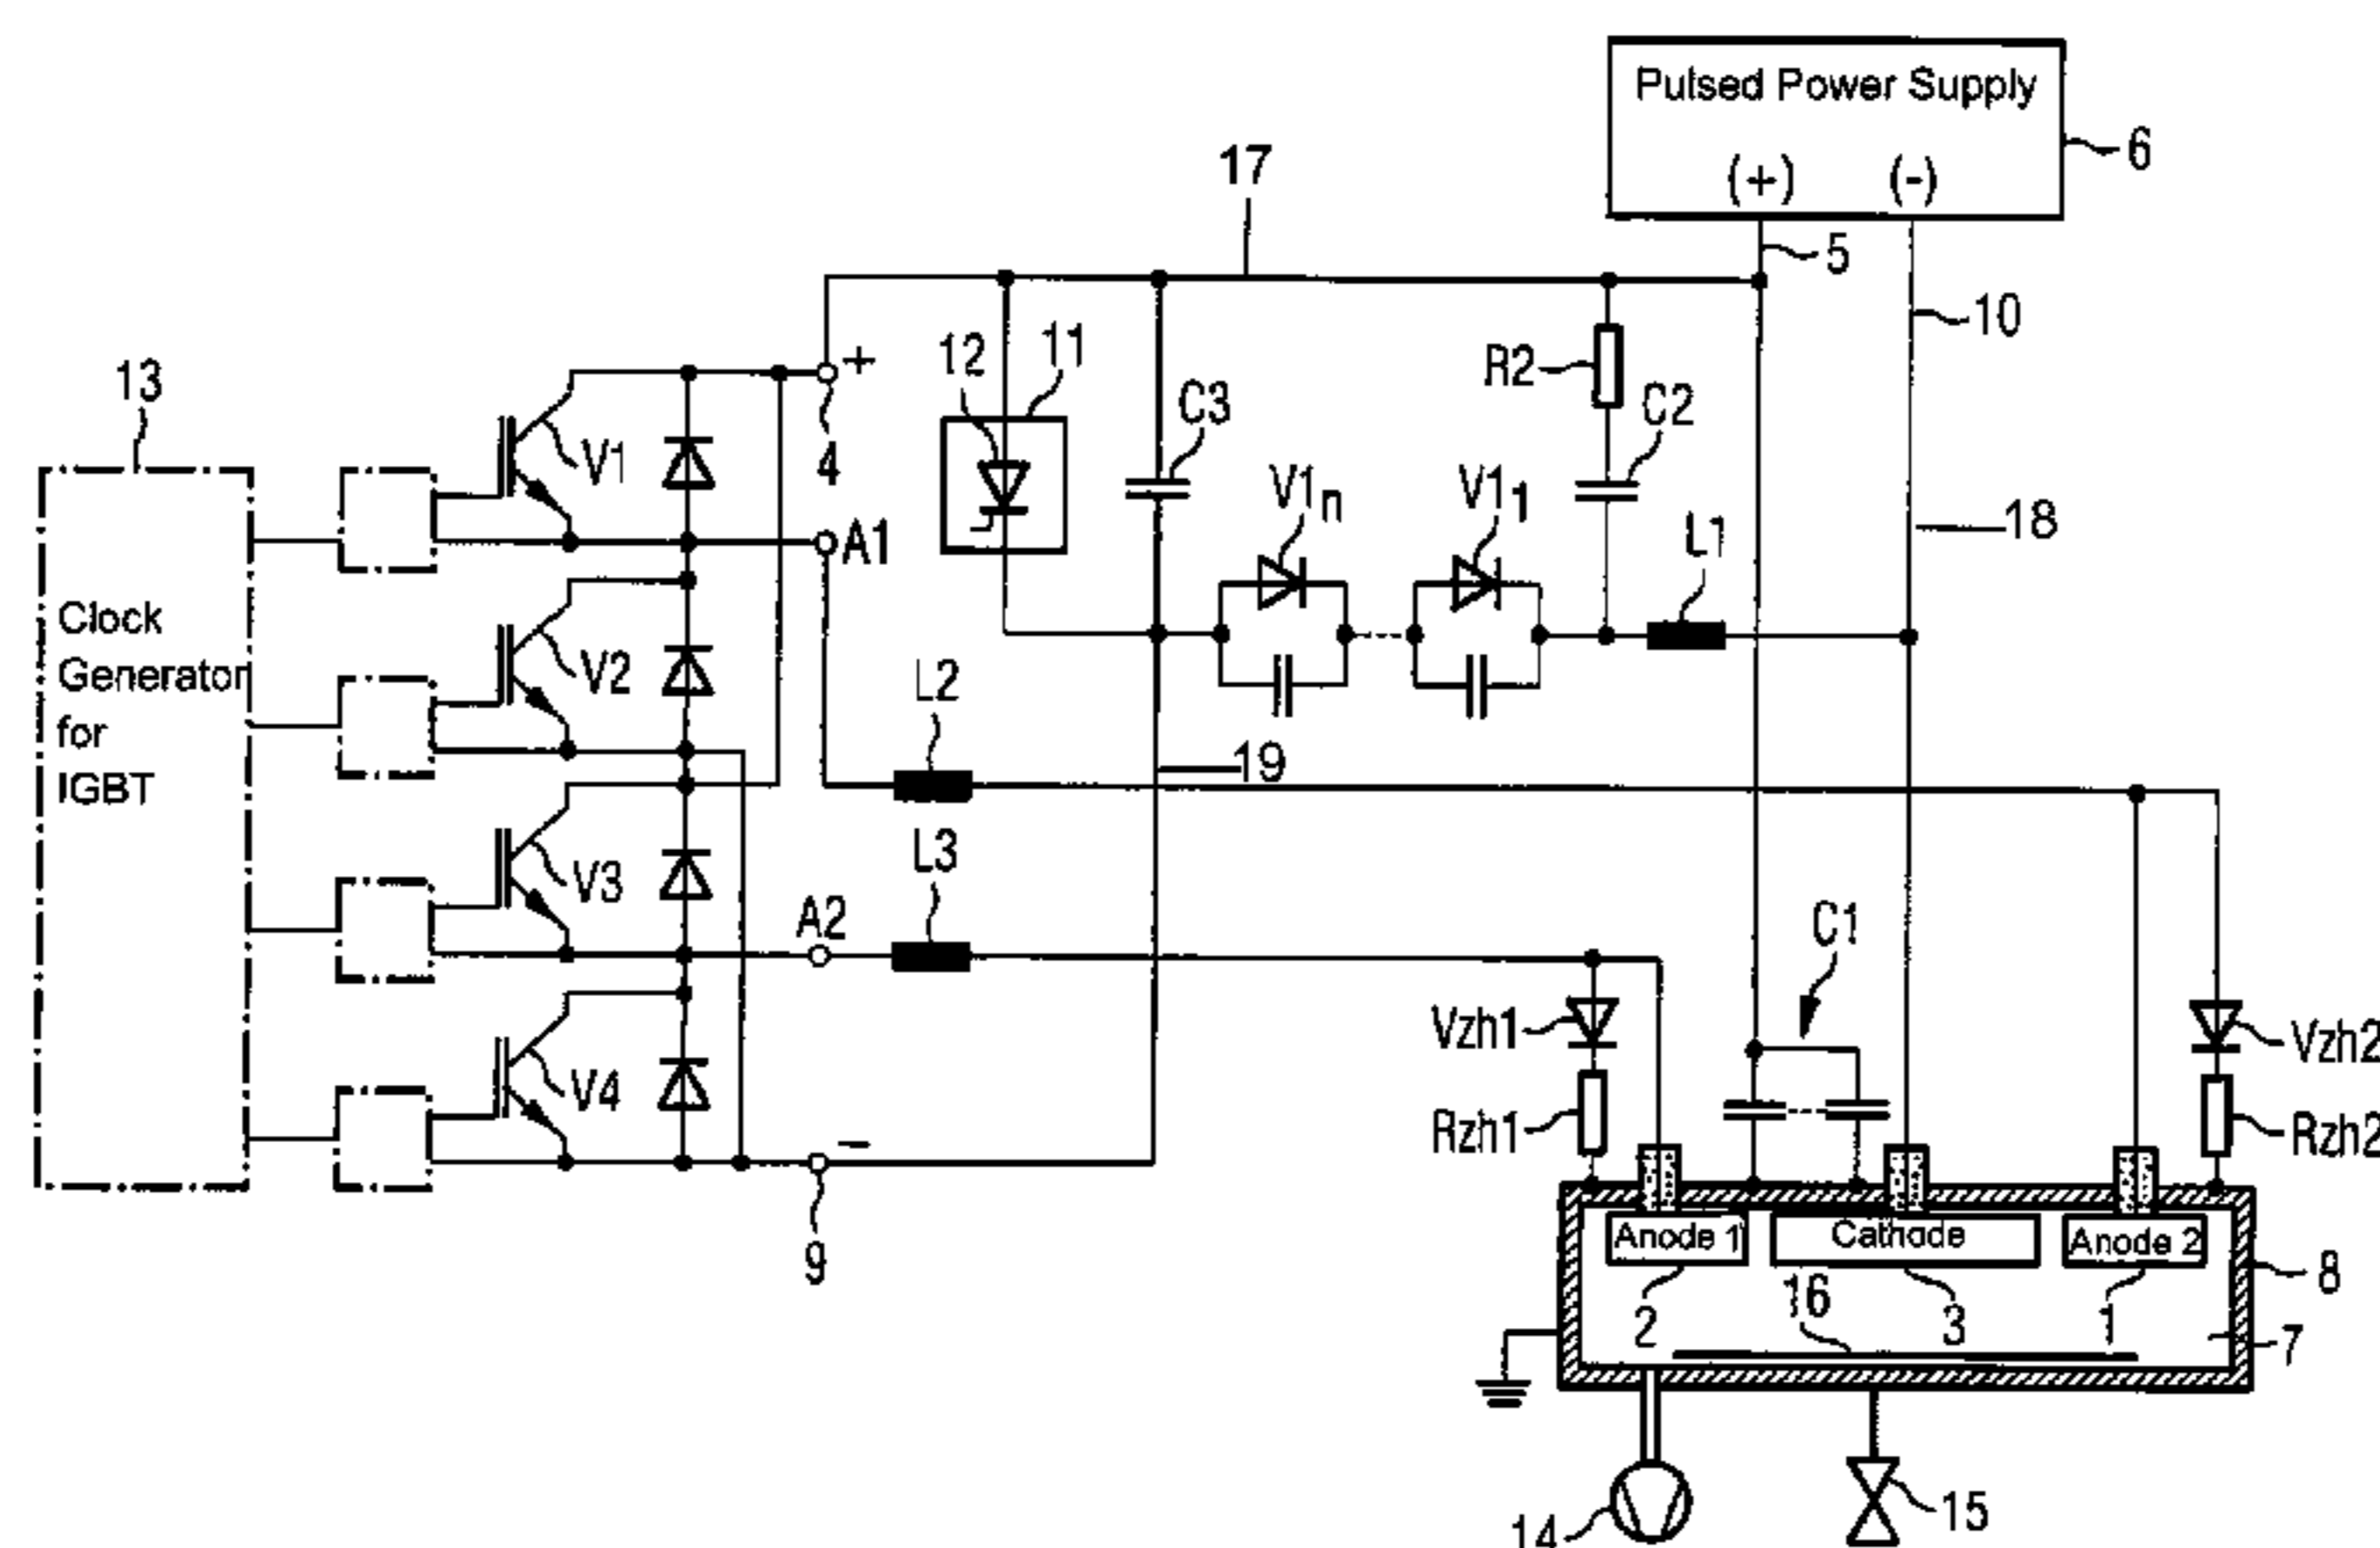 Pulsed Power Supply
(+) (-)
6
17
5
10
13
+
12
11
R2
C2
C3
V1
4
V1n
V11
18
A1
L1
Clock
Generator
for
IGBT
V2
L2
19
L3
V3
A2
C1
Vzh1
Vzh2
V4
Rzh1
Rzh2
-
9
Anode 1
Cathode
Anode 2
8
2
16
3
1
7
14
15